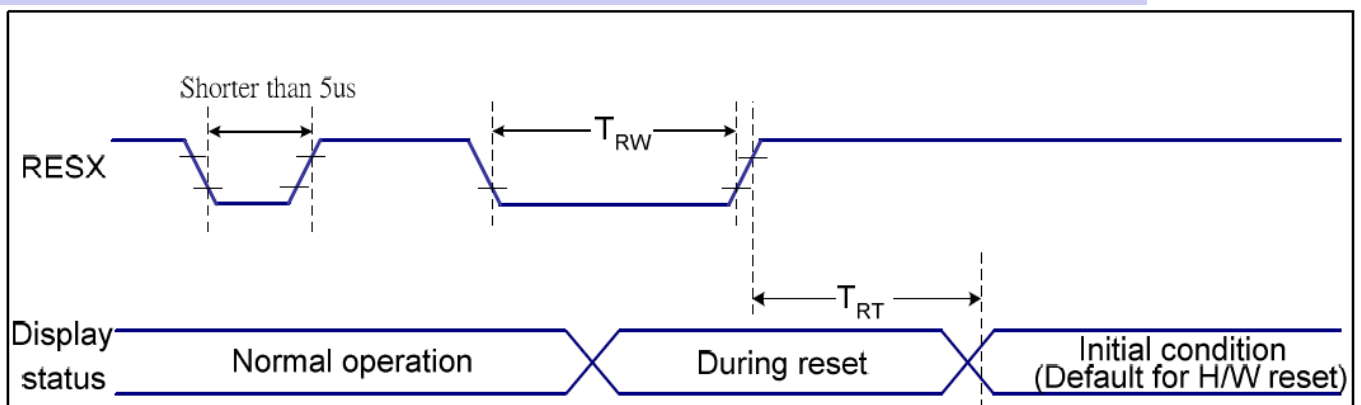 Shorter than 5us
TRW
RESX
TRT
Display
status
Normal operation
During reset
Initial condition
(Default for H/W reset)